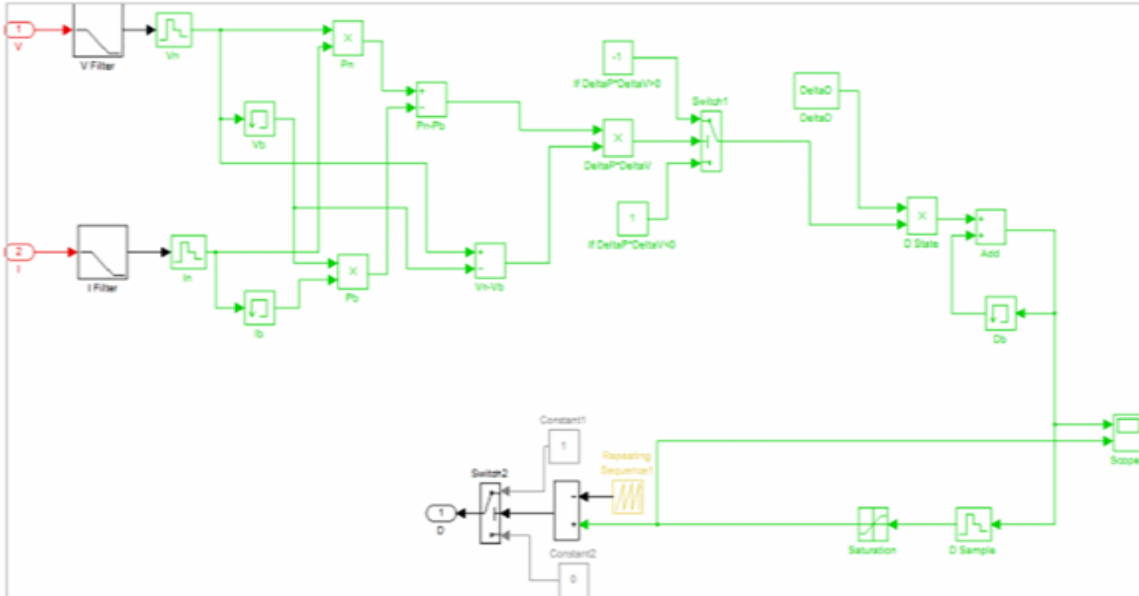 1
V
V Filter
Vn
×
Pn
+
−
Pn-Pb
Vb
-1
If DeltaP*DeltaV>0
Switch1
DeltaD
DeltaD
×
DeltaP*DeltaV
1
If DeltaP*DeltaV<0
×
D State
+
+
Add
2
I
I Filter
In
×
Pb
+
−
Vn-Vb
Ib
Db
Constant1
1
Repeating
Sequence1
Switch2
1
D
−
+
Constant2
0
Saturation
D Sample
Scope